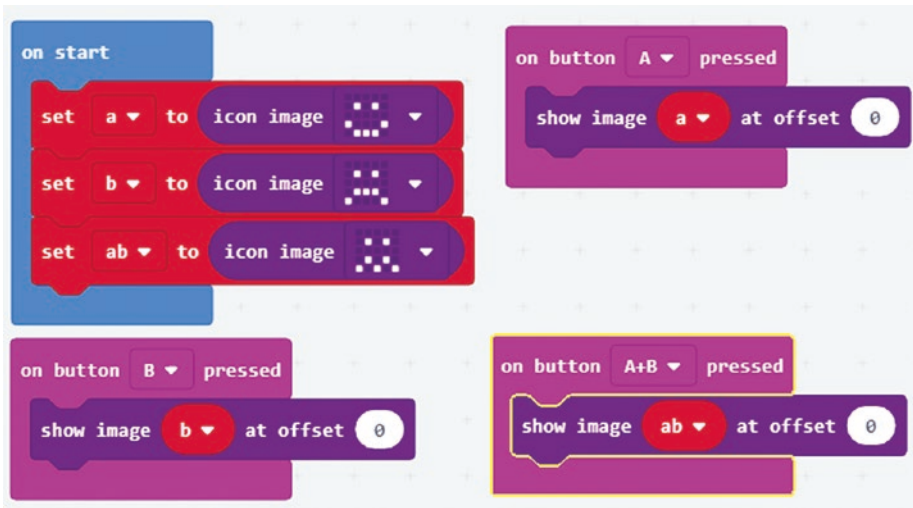 on start
set a to icon image
set b to icon image
set ab to icon image
on button A pressed
show image a at offset 0
on button B pressed
show image b at offset 0
on button A+B pressed
show image ab at offset 0